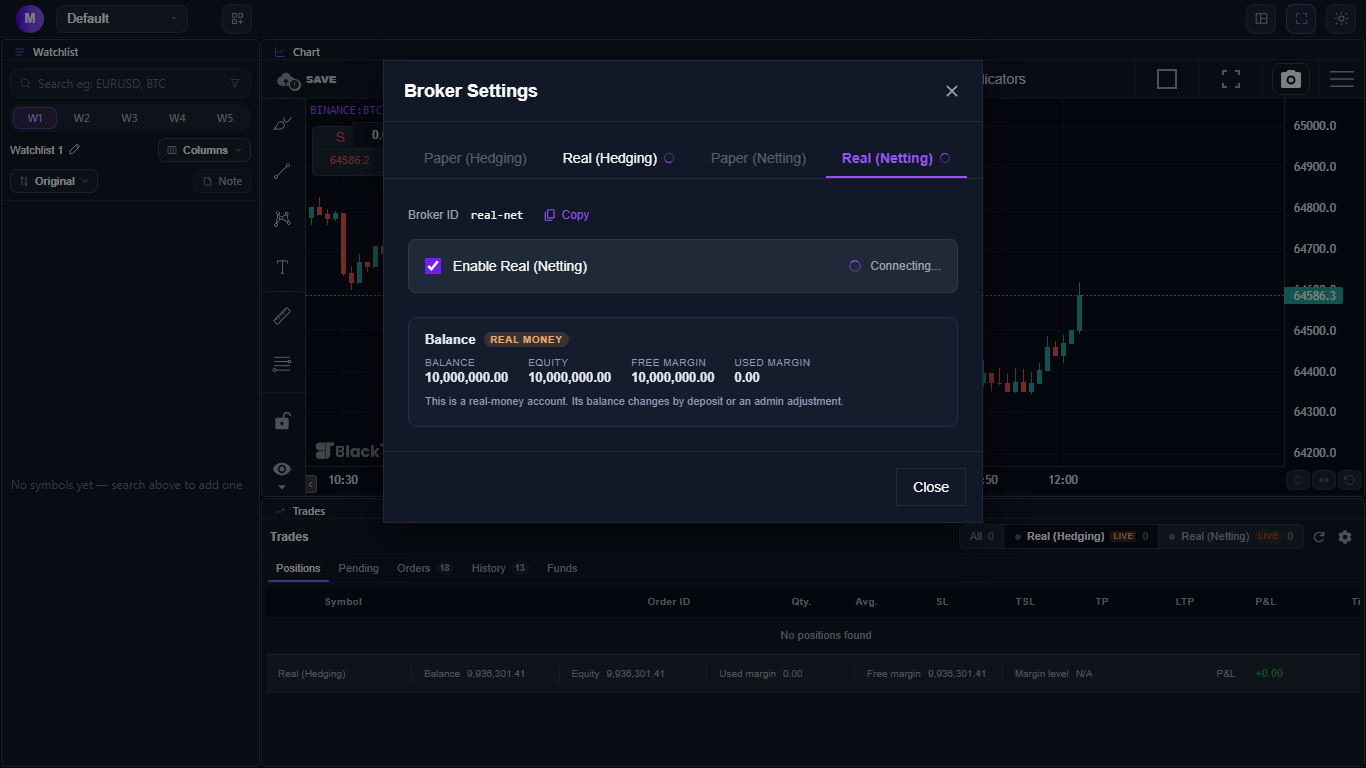 M Default
Watchlist
Search eg: EURUSD, BTC
W1 W2 W3 W4 W5
Watchlist 1 Columns
Original Note
No symbols yet — search above to add one
Chart
SAVE
BINANCE:BTC
S
64586.2
65000.0
64900.0
64800.0
64700.0
64586.3
64500.0
64400.0
64300.0
64200.0
10:30
:50 12:00
Broker Settings
Paper (Hedging) Real (Hedging) Paper (Netting) Real (Netting)
Broker ID real-net Copy
Enable Real (Netting) Connecting...
Balance REAL MONEY
BALANCE EQUITY FREE MARGIN USED MARGIN
10,000,000.00 10,000,000.00 10,000,000.00 0.00
This is a real-money account. Its balance changes by deposit or an admin adjustment.
Close
Trades
Trades All 0 Real (Hedging) LIVE 0 Real (Netting) LIVE 0
Positions Pending Orders 18 History 13 Funds
Symbol Order ID Qty. Avg. SL TSL TP LTP P&L Ti
No positions found
Real (Hedging) Balance 9,936,301.41 Equity 9,936,301.41 Used margin 0.00 Free margin 9,936,301.41 Margin level N/A P&L +0.00